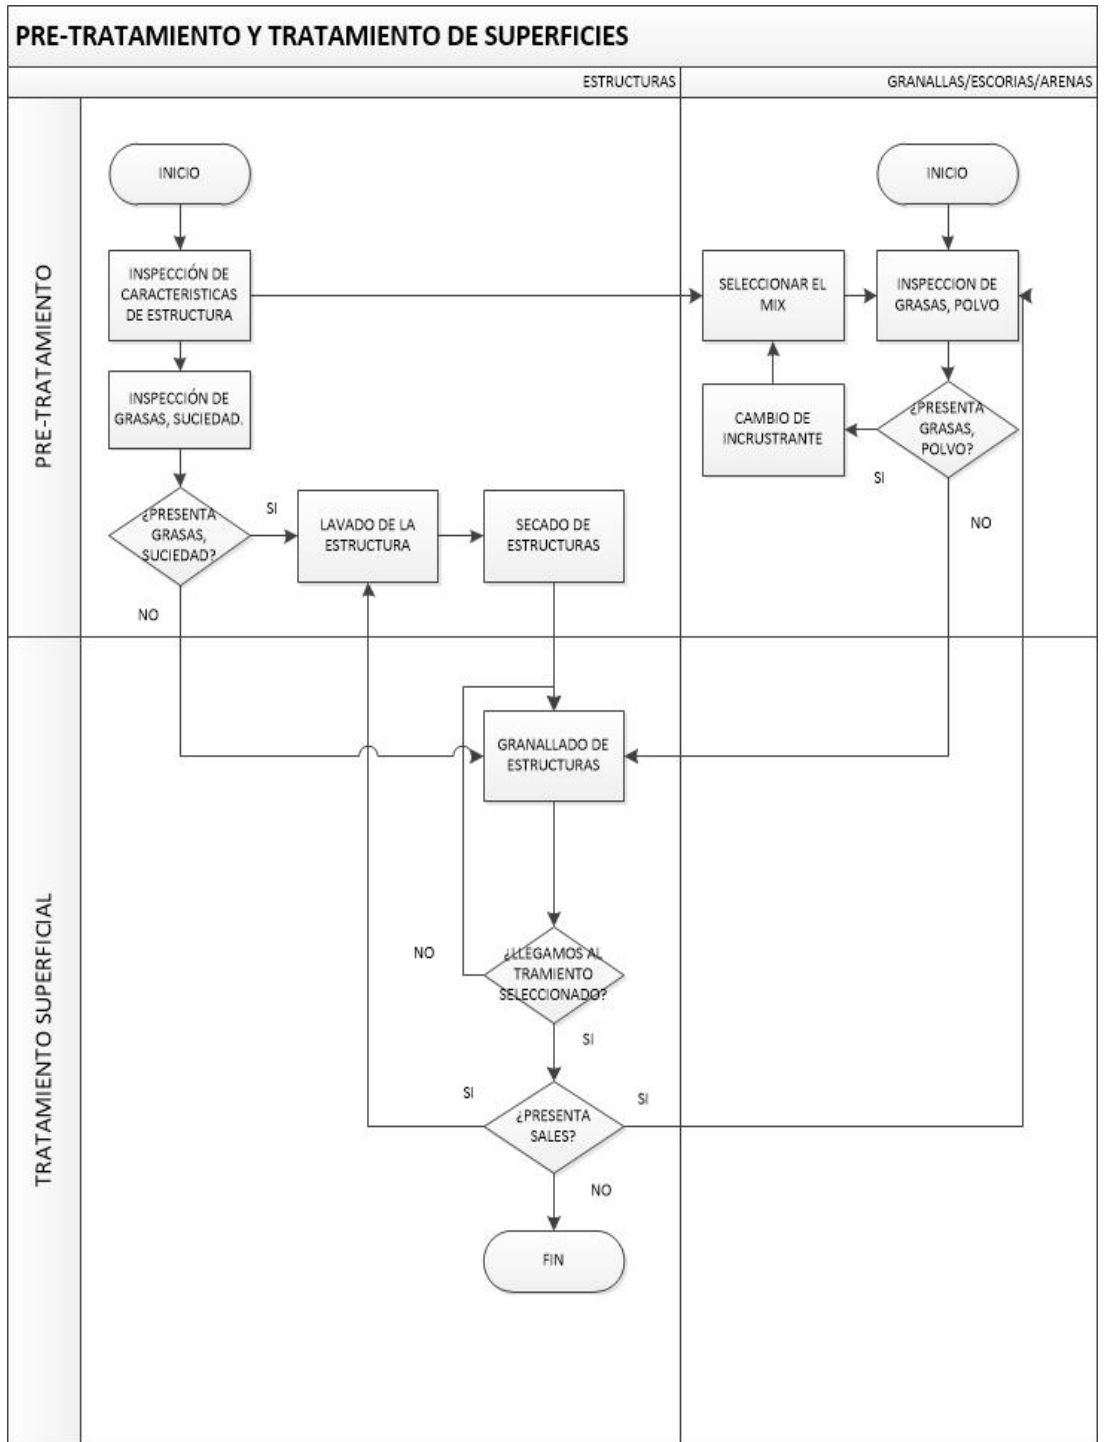 PRE-TRATAMIENTO Y TRATAMIENTO DE SUPERFICIES
ESTRUCTURAS
GRANALLAS/ESCORIAS/ARENAS
PRE-TRATAMIENTO
INICIO
INICIO
INSPECCIÓN DE
CARACTERISTICAS
DE ESTRUCTURA
SELECCIONAR EL
MIX
INSPECCION DE
GRASAS, POLVO
INSPECCIÓN DE
GRASAS, SUCIEDAD.
CAMBIO DE
INCRUSTRANTE
¿PRESENTA
GRASAS,
POLVO?
SI
NO
¿PRESENTA
GRASAS,
SUCIEDAD?
SI
NO
LAVADO DE LA
ESTRUCTURA
SECADO DE
ESTRUCTURAS
TRATAMIENTO SUPERFICIAL
GRANALLADO DE
ESTRUCTURAS
NO
¿LLEGAMOS AL
TRAMIENTO
SELECCIONADO?
SI
SI
¿PRESENTA
SALES?
SI
NO
FIN